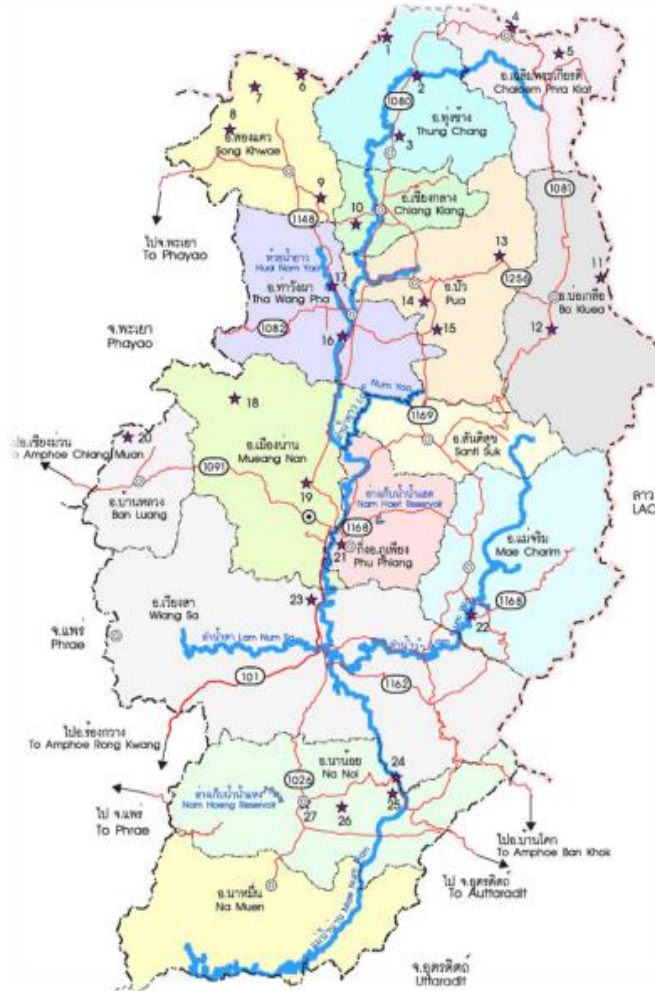 4
1
5
2
อ.เฉลิมพระเกียรติ
Chaloem Phra Kiat
6
7
1080
อ.ทุ่งช้าง
Thung Chang
8
อ.สองแคว
Song Khwae
3
9
อ.เชียงกลาง
Chiang Klang
1081
10
1148
ไปจ.พะเยา
To Phayao
ห้วยน้ำยาว
Huai Nam Yao
13
11
17
อ.ท่าวังผา
Tha Wang Pha
อ.ปัว
Pua
1256
อ.บ่อเกลือ
Bo Kluea
14
จ.พะเยา
Phayao
1082
16
15
12
18
Num Yao
1169
20
ไปอ.เชียงม่วน
To Amphoe Chiang Muan
อ.เมืองน่าน
Mueang Nan
อ.สันติสุข
Santi Suk
1091
19
อ่างเก็บน้ำน้ำแฮด
Nam Haet Reservoir
ลาว
LAO
อ.บ้านหลวง
Ban Luang
1168
21
กิ่งอ.ภูเพียง
Phu Phiang
อ.แม่จริม
Mae Charim
23
อ.เวียงสา
Wiang Sa
1168
22
จ.แพร่
Phrae
ลำน้ำสา Lam Num Sa
101
1162
ไปอ.ร้องกวาง
To Amphoe Rong Kwang
24
อ.นาน้อย
Na Noi
1026
25
อ่างเก็บน้ำน้ำแหง
Nam Haeng Reservoir
27
26
ไป จ.แพร่
To Phrae
ไปอ.บ้านโคก
To Amphoe Ban Khok
ไป จ.อุตรดิตถ์
To Auttaradit
อ.นาหมื่น
Na Muen
จ.อุตรดิตถ์
Uttaradit